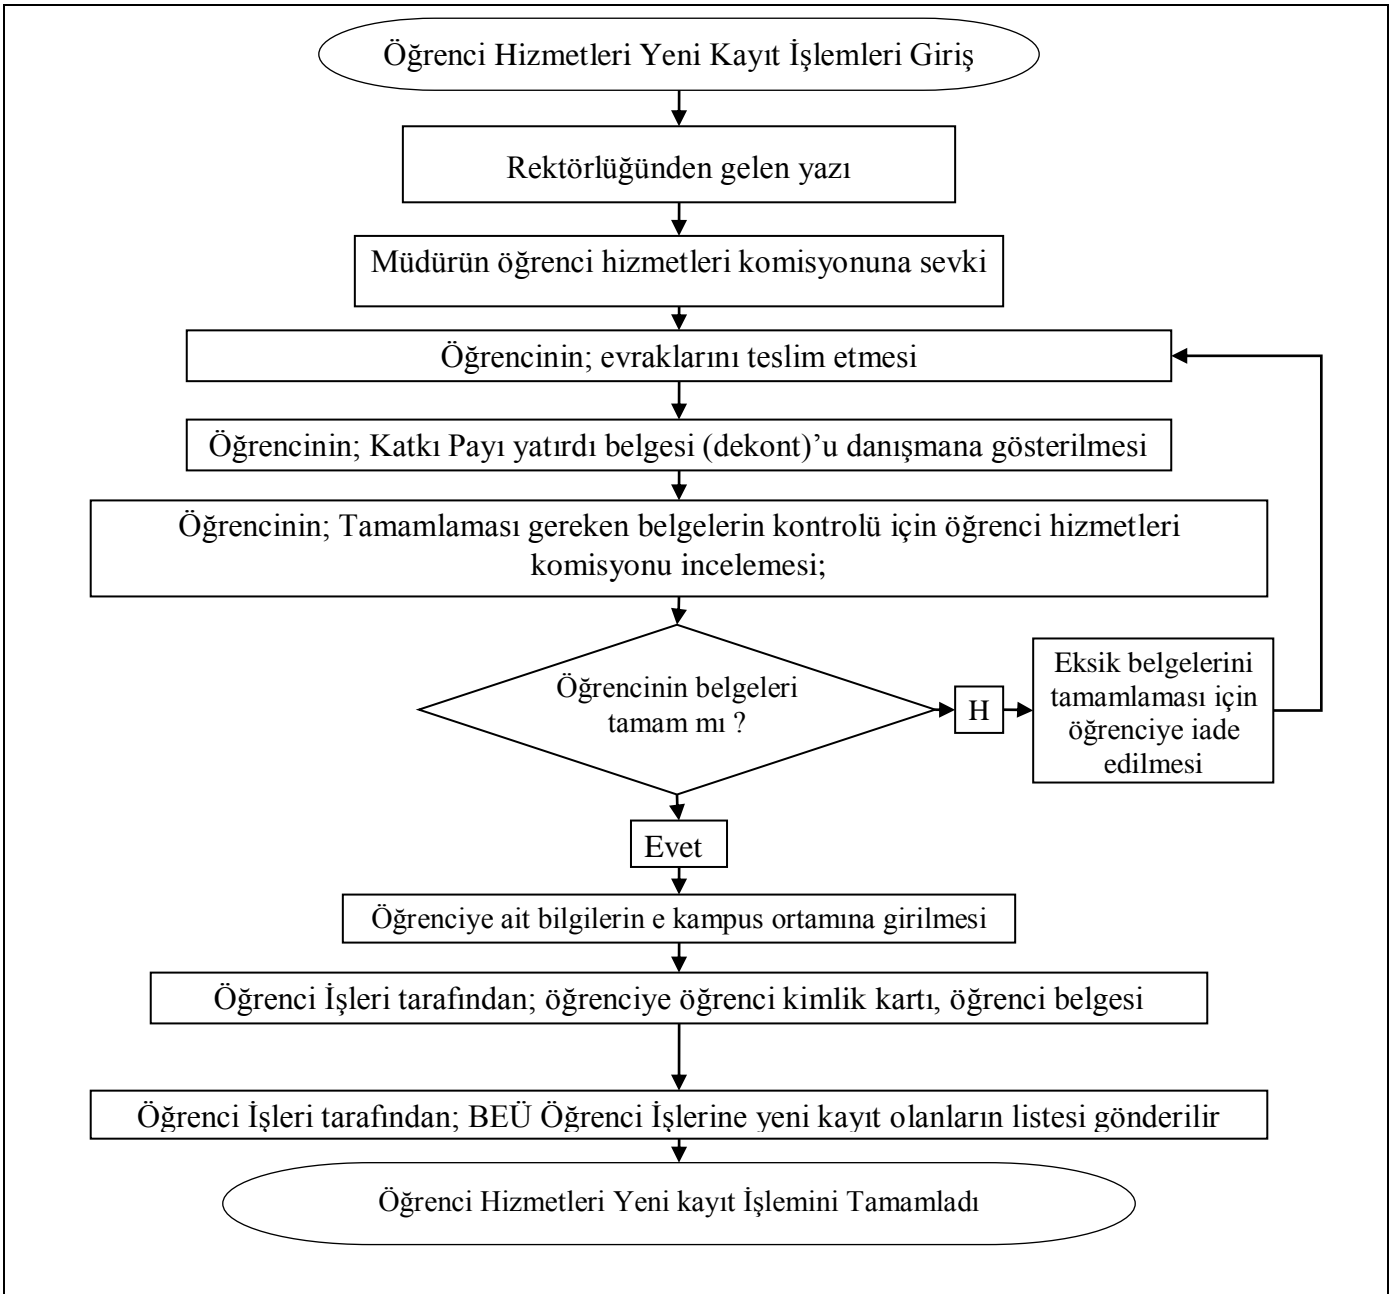 Öğrenci Hizmetleri Yeni Kayıt İşlemleri Giriş
Rektörlüğünden gelen yazı
Müdürün öğrenci hizmetleri komisyonuna sevki
Öğrencinin; evraklarını teslim etmesi
Öğrencinin; Katkı Payı yatırdı belgesi (dekont)’u danışmana gösterilmesi
Öğrencinin; Tamamlaması gereken belgelerin kontrolü için öğrenci hizmetleri
komisyonu incelemesi;
Öğrencinin belgeleri
tamam mı ?
H
Eksik belgelerini
tamamlaması için
öğrenciye iade
edilmesi
Evet
Öğrenciye ait bilgilerin e kampus ortamına girilmesi
Öğrenci İşleri tarafından; öğrenciye öğrenci kimlik kartı, öğrenci belgesi
Öğrenci İşleri tarafından; BEÜ Öğrenci İşlerine yeni kayıt olanların listesi gönderilir
Öğrenci Hizmetleri Yeni kayıt İşlemini Tamamladı